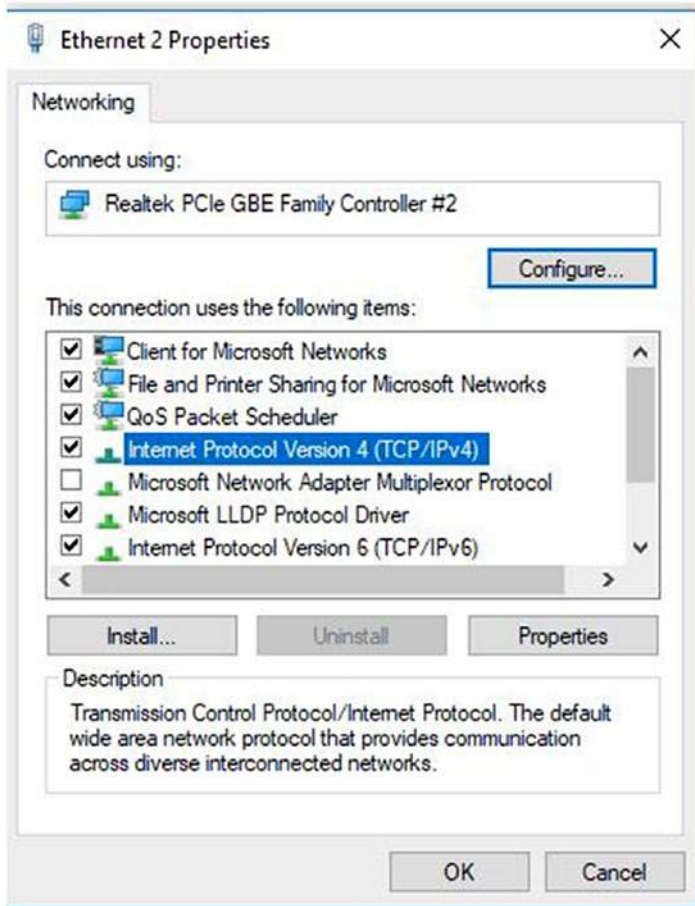 Ethernet 2 Properties
Networking
Connect using:
Realtek PCIe GBE Family Controller #2
Configure...
This connection uses the following items:
Client for Microsoft Networks
File and Printer Sharing for Microsoft Networks
QoS Packet Scheduler
Internet Protocol Version 4 (TCP/IPv4)
Microsoft Network Adapter Multiplexor Protocol
Microsoft LLDP Protocol Driver
Internet Protocol Version 6 (TCP/IPv6)
Install...
Uninstall
Properties
Description
Transmission Control Protocol/Internet Protocol. The default
wide area network protocol that provides communication
across diverse interconnected networks.
OK
Cancel